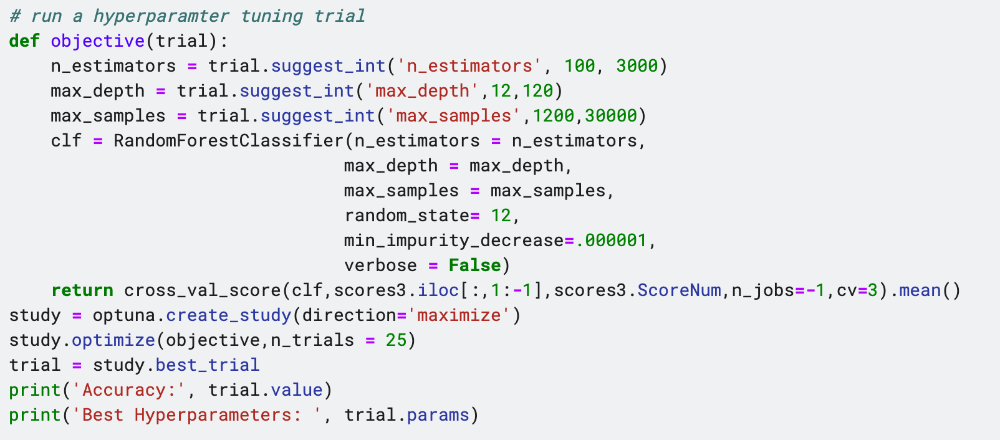 # run a hyperparamter tuning trial
def objective(trial):
    n_estimators = trial.suggest_int('n_estimators', 100, 3000)
    max_depth = trial.suggest_int('max_depth',12,120)
    max_samples = trial.suggest_int('max_samples',1200,30000)
    clf = RandomForestClassifier(n_estimators = n_estimators,
                                max_depth = max_depth,
                                max_samples = max_samples,
                                random_state= 12,
                                min_impurity_decrease=.000001,
                                verbose = False)
    return cross_val_score(clf,scores3.iloc[:,1:-1],scores3.ScoreNum,n_jobs=-1,cv=3).mean()
study = optuna.create_study(direction='maximize')
study.optimize(objective,n_trials = 25)
trial = study.best_trial
print('Accuracy:', trial.value)
print('Best Hyperparameters: ', trial.params)